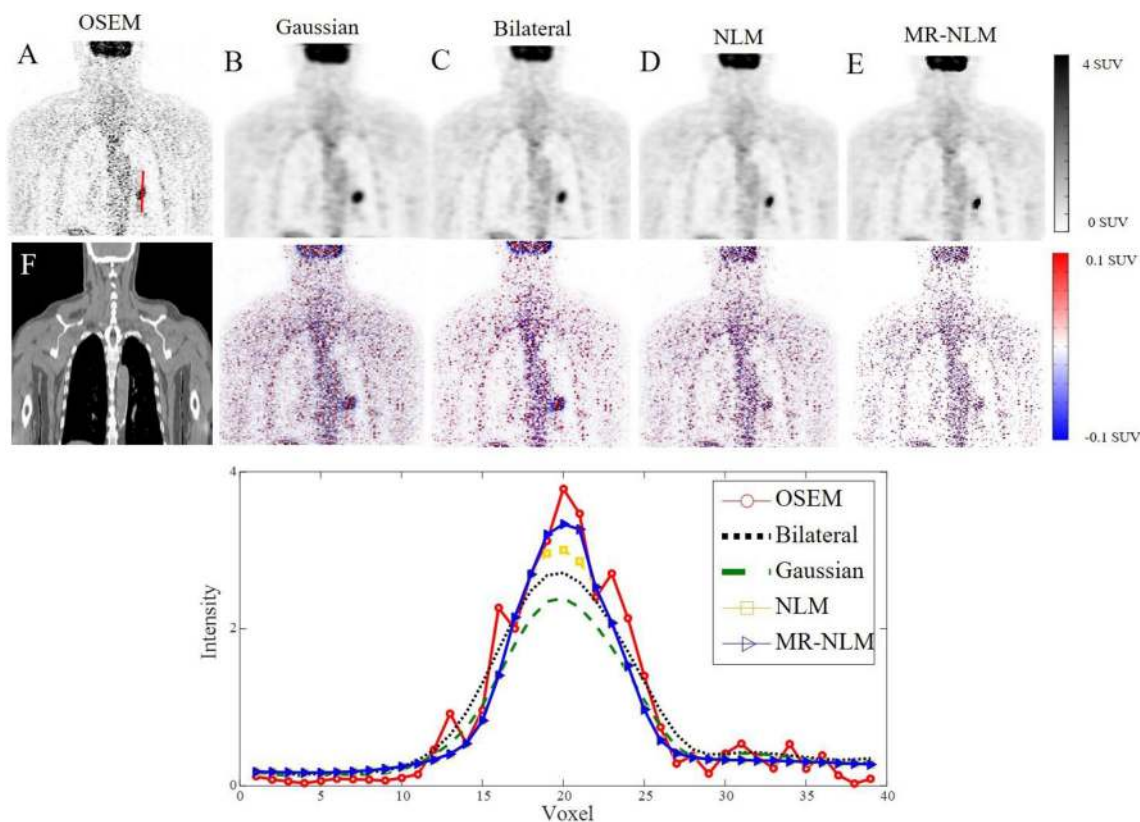 OSEM
Gaussian
Bilateral
NLM
MR-NLM
A
B
C
D
E
4 SUV
0 SUV
F
0.1 SUV
-0.1 SUV
4
2
0
Intensity
OSEM
Bilateral
Gaussian
NLM
MR-NLM
0 5 10 15 20 25 30 35 40
Voxel